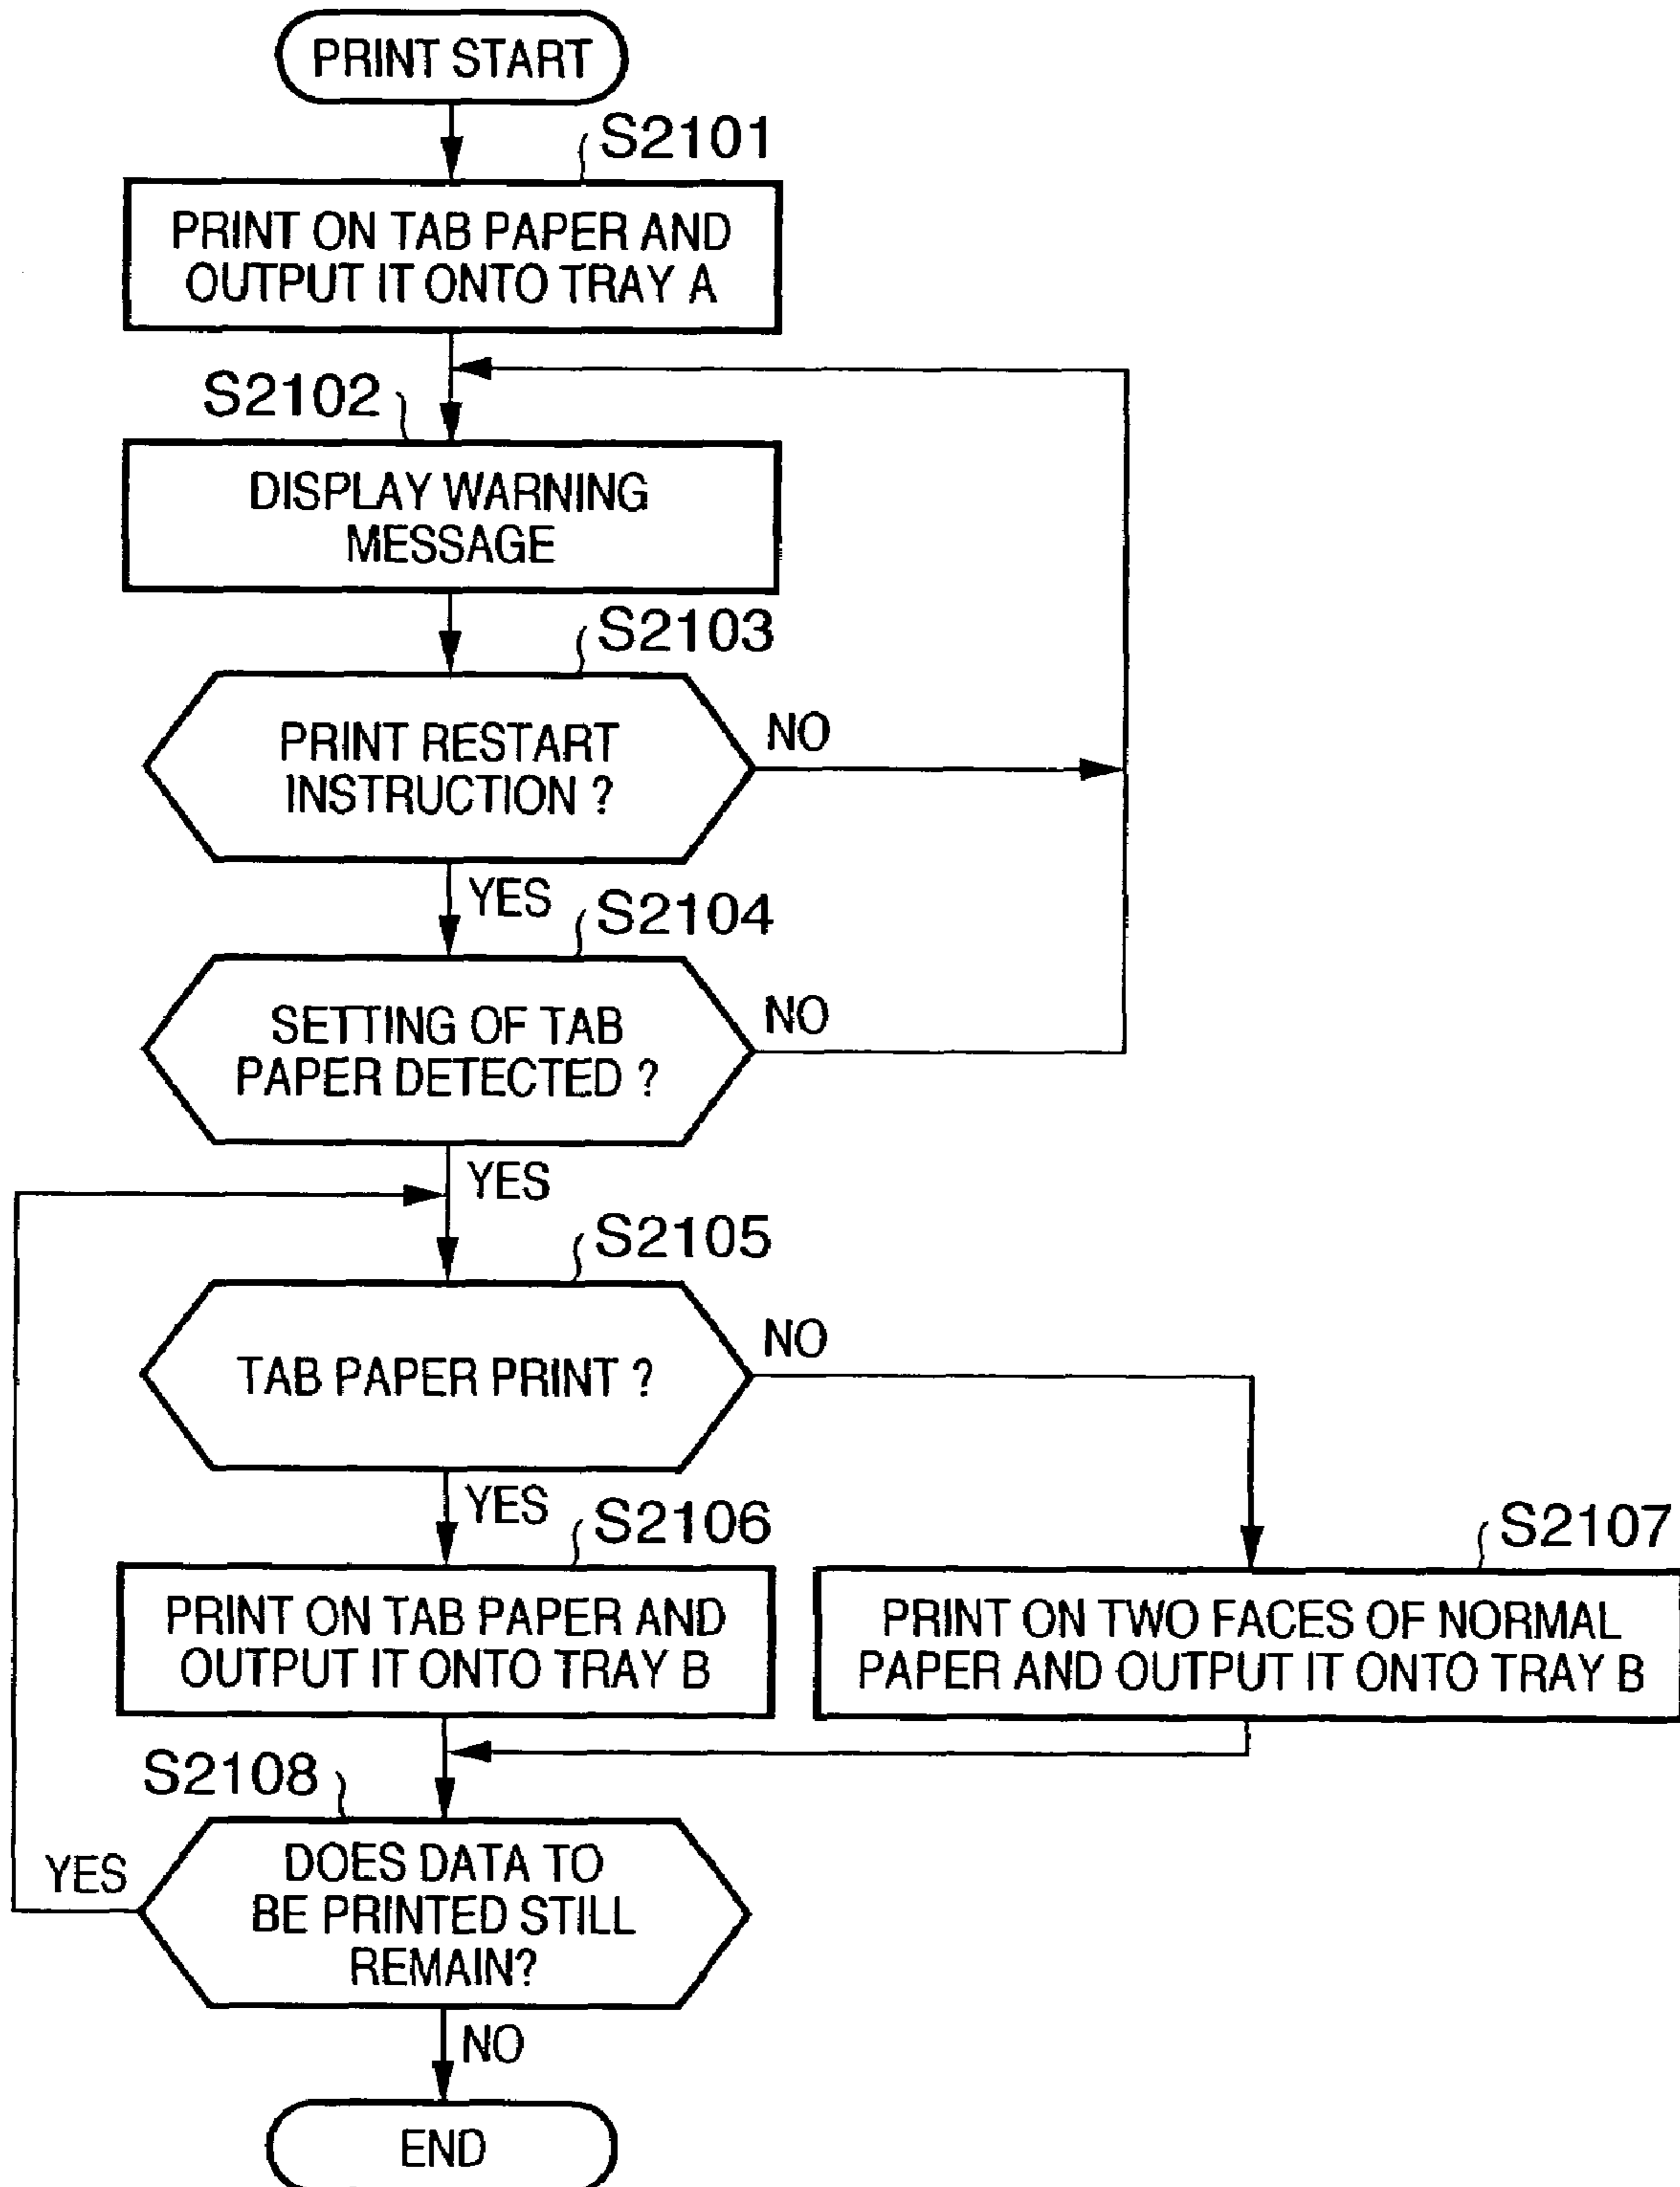 PRINT START
S2101
PRINT ON TAB PAPER AND
OUTPUT IT ONTO TRAY A
S2102
DISPLAY WARNING
MESSAGE
S2103
PRINT RESTART
INSTRUCTION ?
NO
YES
S2104
SETTING OF TAB
PAPER DETECTED ?
NO
YES
S2105
TAB PAPER PRINT ?
NO
YES
S2106
PRINT ON TAB PAPER AND
OUTPUT IT ONTO TRAY B
S2107
PRINT ON TWO FACES OF NORMAL
PAPER AND OUTPUT IT ONTO TRAY B
S2108
DOES DATA TO
BE PRINTED STILL
REMAIN?
YES
NO
END